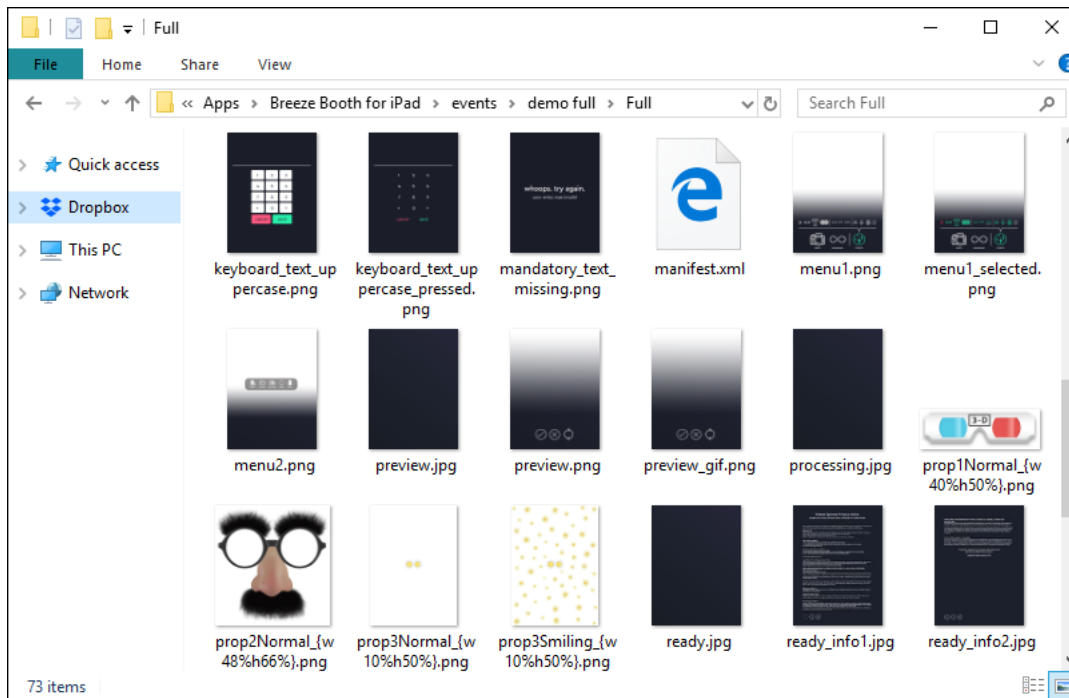 Full
File Home Share View
« Apps > Breeze Booth for iPad > events > demo full > Full
Search Full
Quick access
Dropbox
This PC
Network
keyboard_text_up
percase.png
keyboard_text_up
percase_pressed.
png
whoops, try again.
mandatory_text_
missing.png
manifest.xml
menu1.png
menu1_selected.
png
menu2.png
preview.jpg
preview.png
preview_gif.png
processing.jpg
3-D
prop1Normal_{w
40%h50%}.png
prop2Normal_{w
48%h66%}.png
prop3Normal_{w
10%h50%}.png
prop3Smiling_{w
10%h50%}.png
ready.jpg
ready_info1.jpg
ready_info2.jpg
73 items